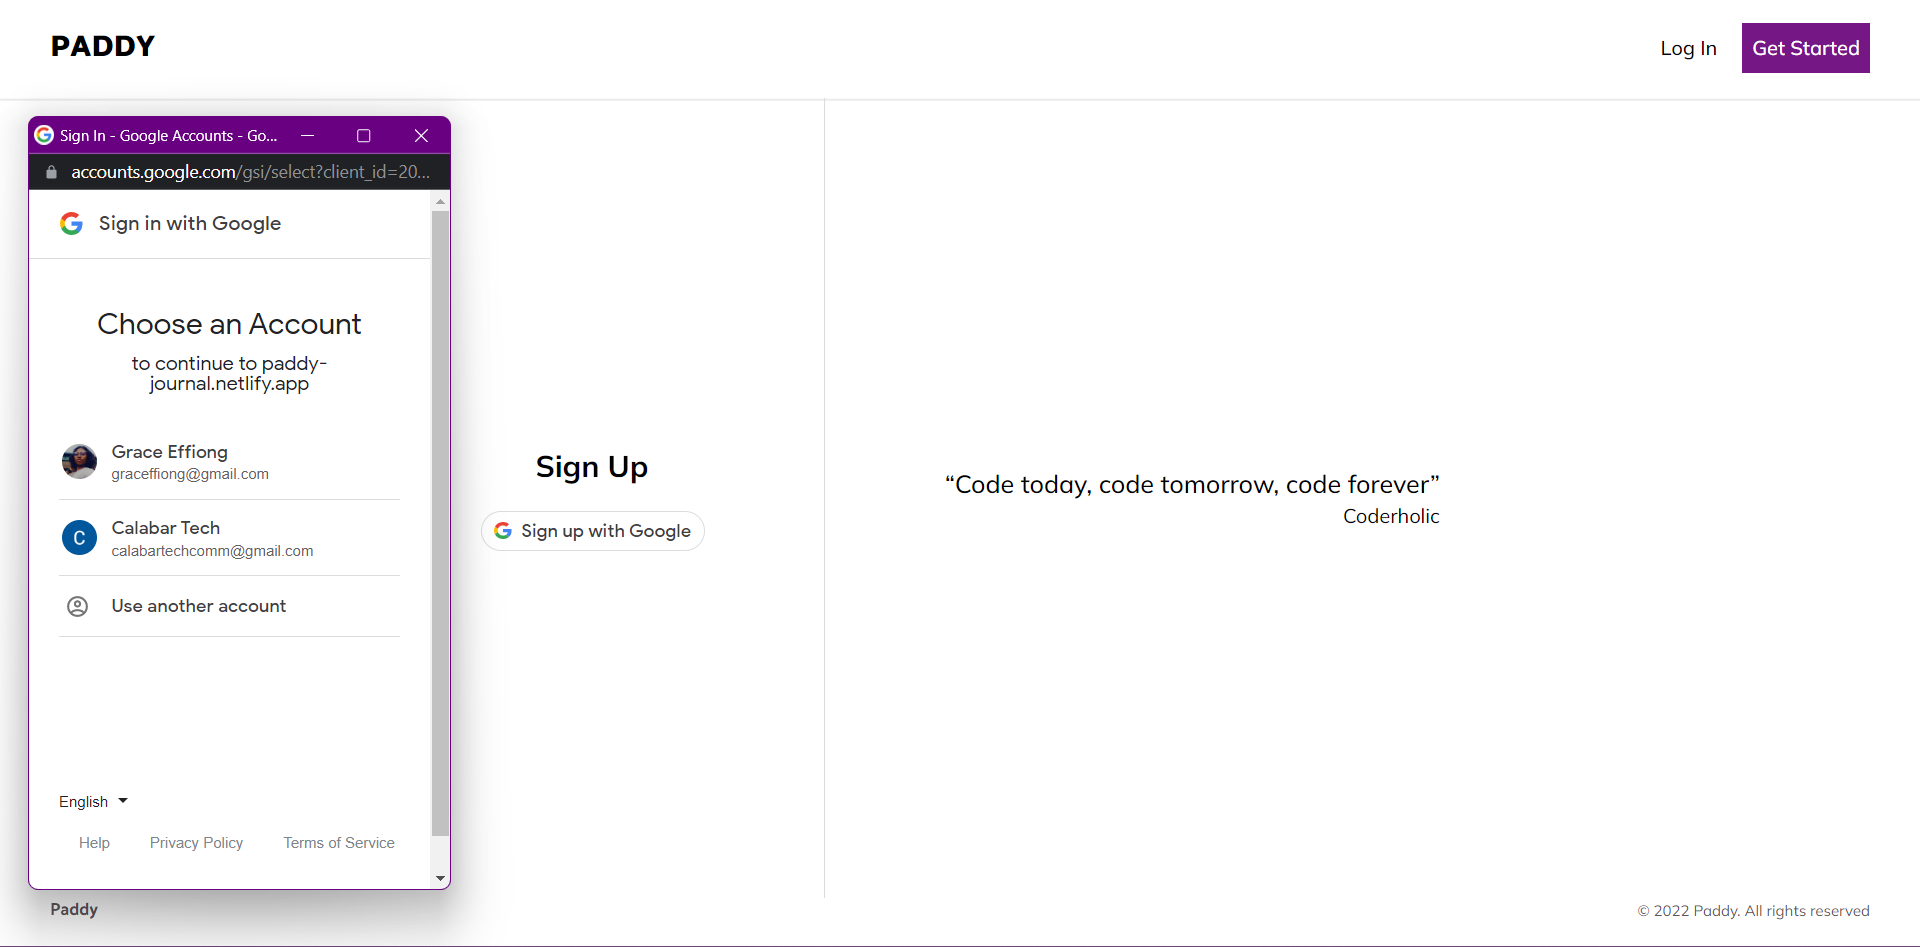 PADDY
Log In
Get Started
Sign In - Google Accounts - Go...
accounts.google.com/gsi/select?client_id=20...
Sign in with Google
Choose an Account
to continue to paddy-
journal.netlify.app
Grace Effiong
graceffiong@gmail.com
C
Calabar Tech
calabartechcomm@gmail.com
Use another account
English
Help
Privacy Policy
Terms of Service
Sign Up
Sign up with Google
“Code today, code tomorrow, code forever”
Coderholic
Paddy
© 2022 Paddy. All rights reserved